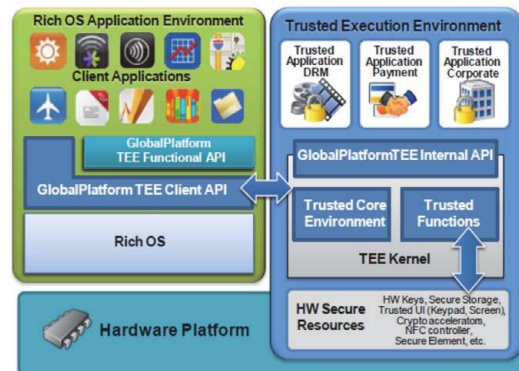 Rich OS Application Environment
Client Applications
GlobalPlatform
TEE Functional API
GlobalPlatform TEE Client API
Rich OS
Trusted Execution Environment
Trusted
Application
DRM
Trusted
Application
Payment
Trusted
Application
Corporate
GlobalPlatformTEE Internal API
Trusted Core
Environment
Trusted
Functions
TEE Kernel
HW Secure
Resources
HW Keys, Secure Storage,
Trusted UI (Keypad, Screen),
Crypto accelerators,
NFC controller,
Secure Element, etc.
Hardware Platform